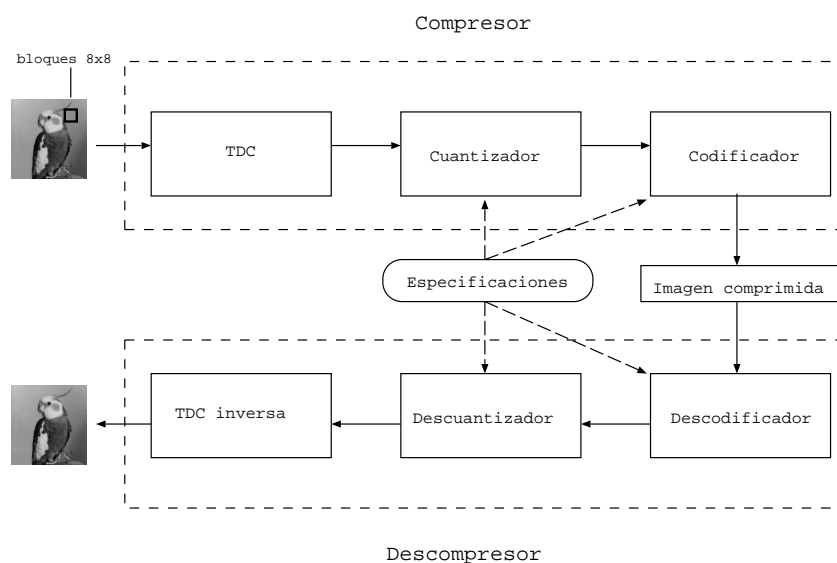 Compresor
bloques 8x8
TDC
Cuantizador
Codificador
Especificaciones
Imagen comprimida
TDC inversa
Descuantizador
Descodificador
Descompresor